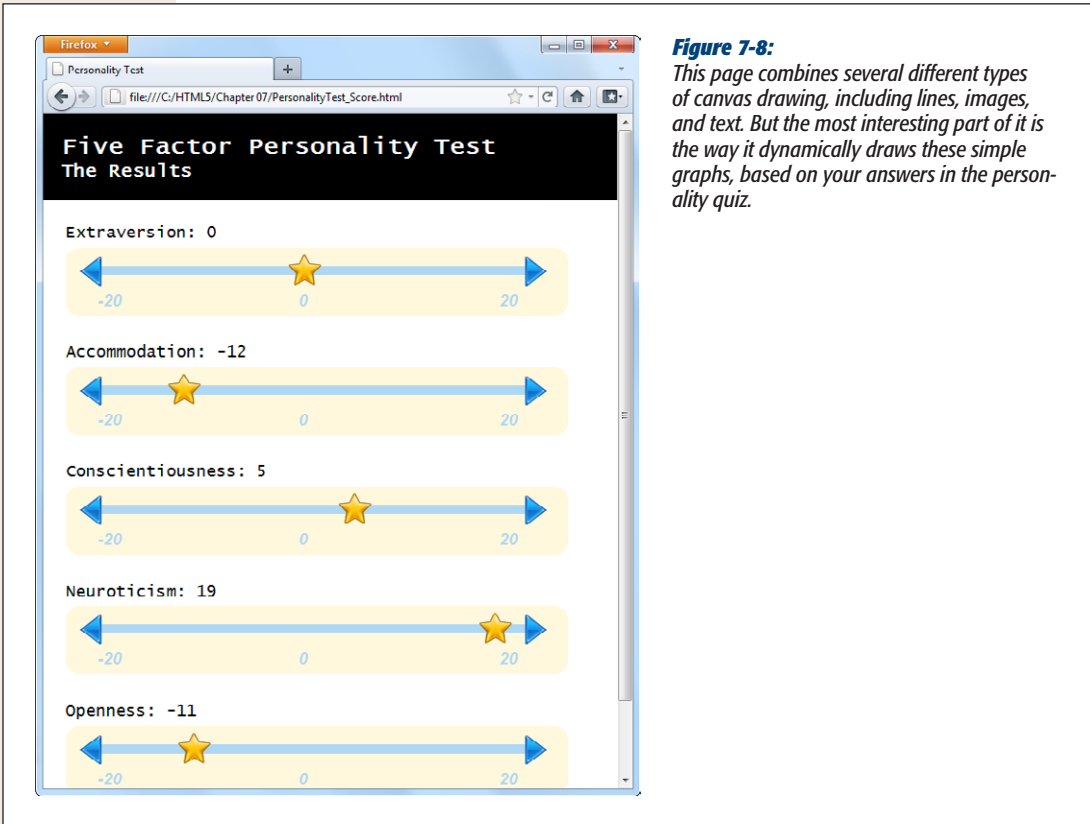 Firefox
Personality Test
file:///C:/HTML5/Chapter 07/PersonalityTest_Score.html
Five Factor Personality Test
The Results
Extraversion: 0
-20 0 20
Accommodation: -12
-20 0 20
Conscientiousness: 5
-20 0 20
Neuroticism: 19
-20 0 20
Openness: -11
-20 0 20
Figure 7-8:
This page combines several different types
of canvas drawing, including lines, images,
and text. But the most interesting part of it is
the way it dynamically draws these simple
graphs, based on your answers in the person-
ality quiz.